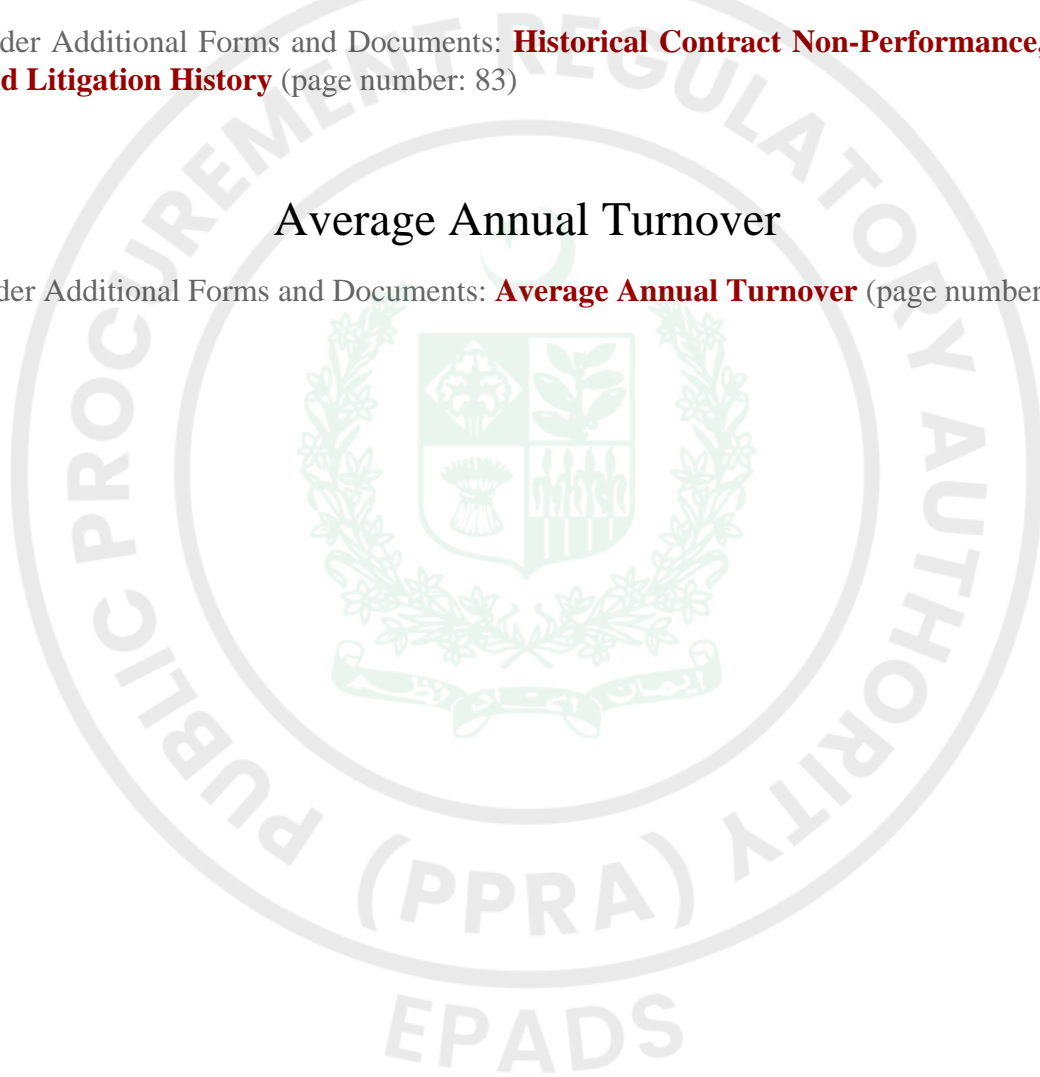 der Additional Forms and Documents: Historical Contract Non-Performance,
d Litigation History (page number: 83)
Average Annual Turnover
der Additional Forms and Documents: Average Annual Turnover (page number
PUBLIC PROCUREMENT REGULATORY AUTHORITY
(PPRA)
EPADS